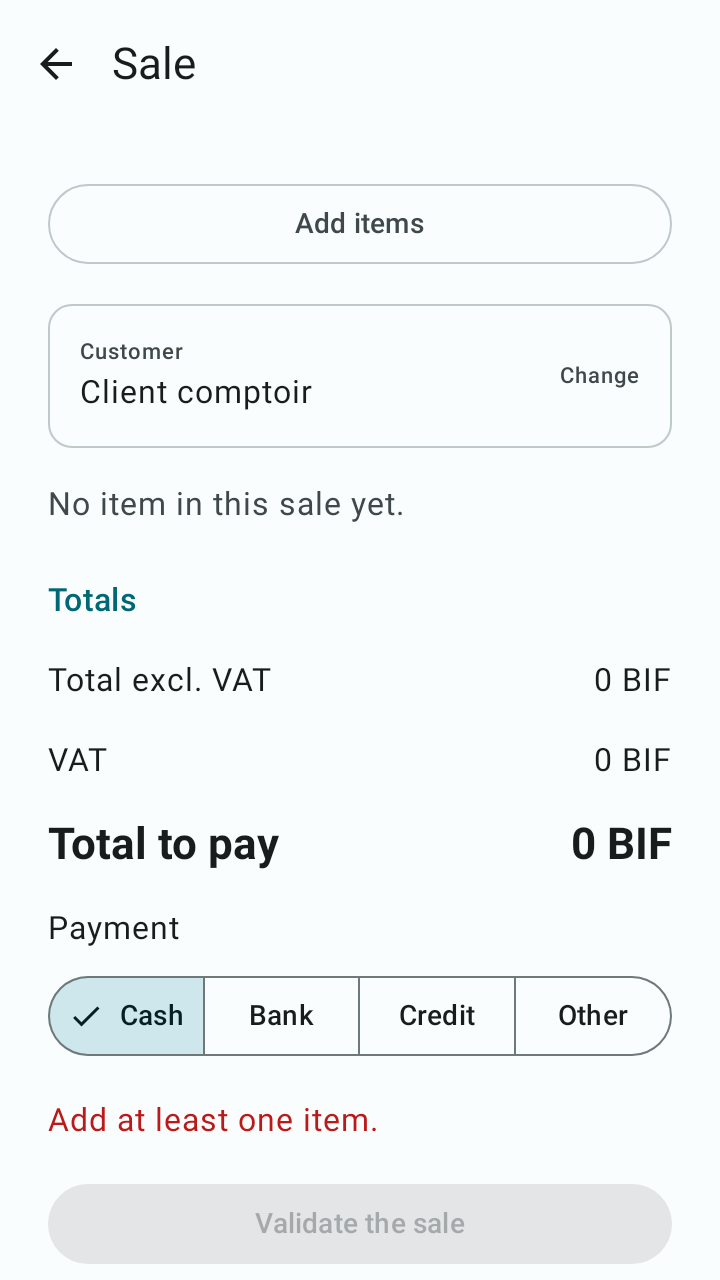 Sale
Add items
Customer
Client comptoir
Change
No item in this sale yet.
Totals
Total excl. VAT 0 BIF
VAT 0 BIF
Total to pay 0 BIF
Payment
Cash Bank Credit Other
Add at least one item.
Validate the sale